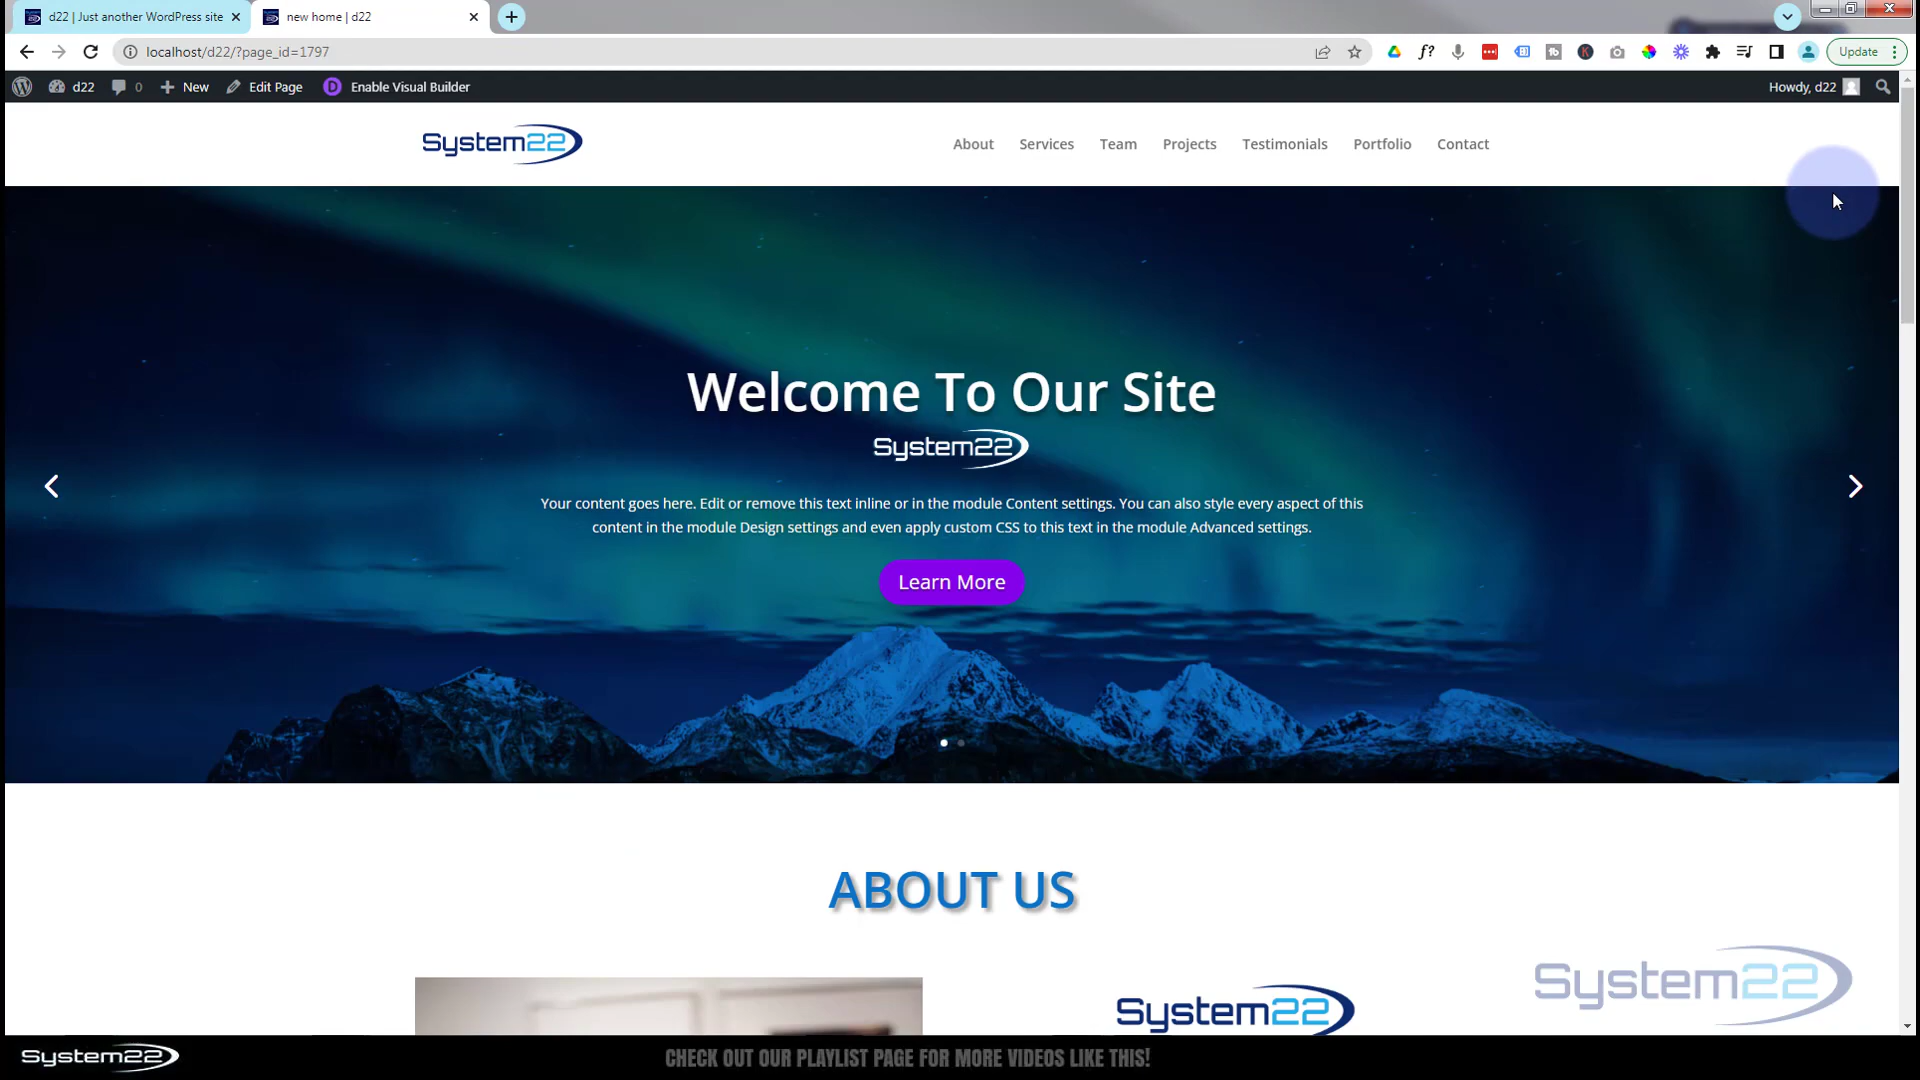 d22 | Just another WordPress site
new home | d22
localhost/d22/?page_id=1797
Update
d22
0
New
Edit Page
Enable Visual Builder
Howdy, d22
System22
About
Services
Team
Projects
Testimonials
Portfolio
Contact
Welcome To Our Site
System22
Your content goes here. Edit or remove this text inline or in the module Content settings. You can also style every aspect of this
content in the module Design settings and even apply custom CSS to this text in the module Advanced settings.
Learn More
ABOUT US
System22
System22
System22
CHECK OUT OUR PLAYLIST PAGE FOR MORE VIDEOS LIKE THIS!